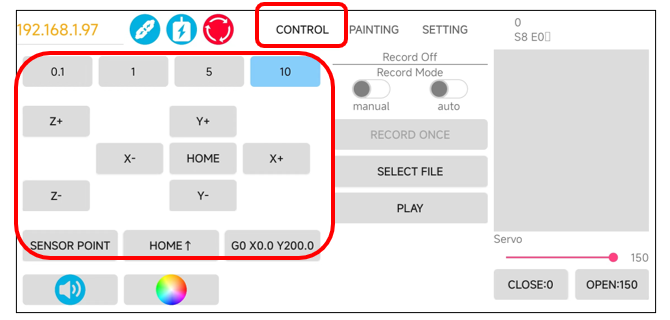 192.168.1.97
CONTROL PAINTING SETTING
0
S8 E0
Record Off
0.1 1 5 10
Record Mode
manual auto
Z+ Y+
RECORD ONCE
X- HOME X+
SELECT FILE
Z- Y-
PLAY
SENSOR POINT HOME↑ G0 X0.0 Y200.0
Servo
150
CLOSE:0 OPEN:150